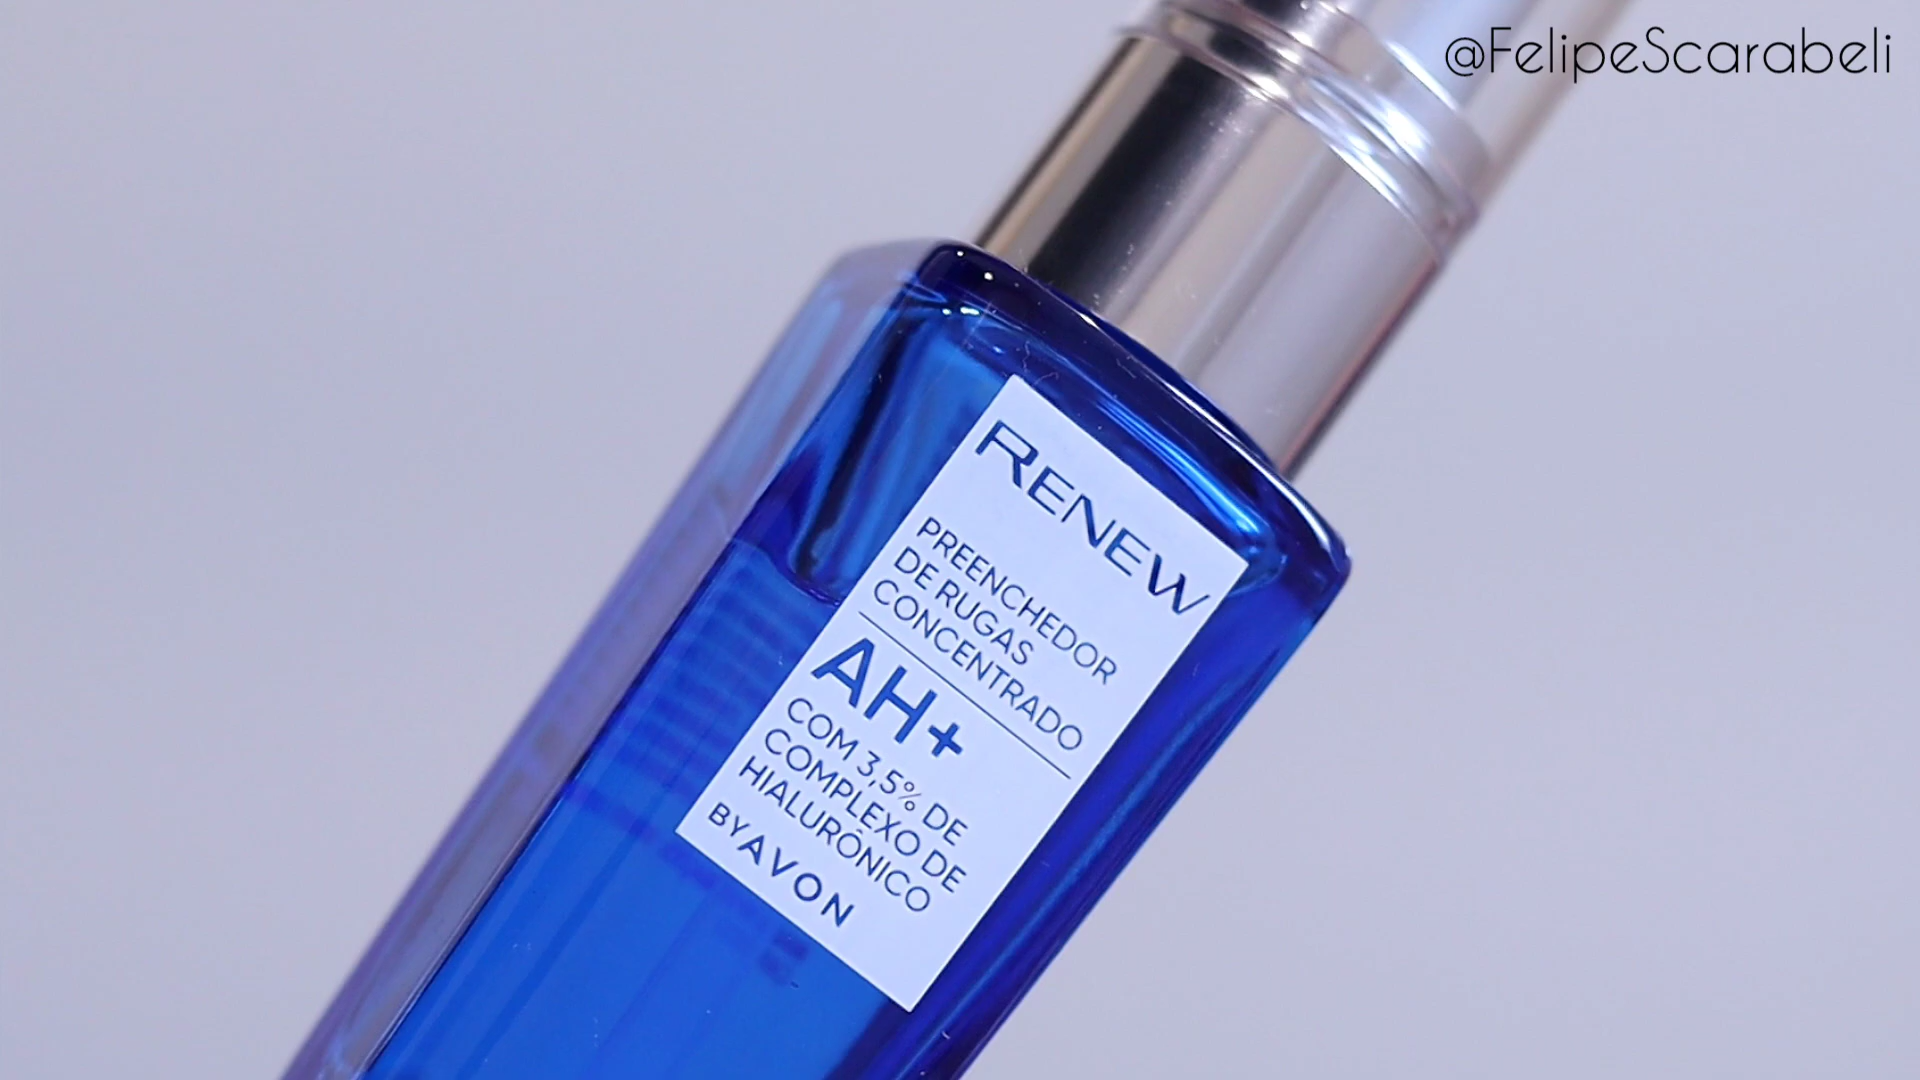 @FelipeScarabeli
RENEW
PREENCHEDOR
DE RUGAS
CONCENTRADO
AH+
COM 3,5% DE
COMPLEXO DE
HIALURÔNICO
BY AVON